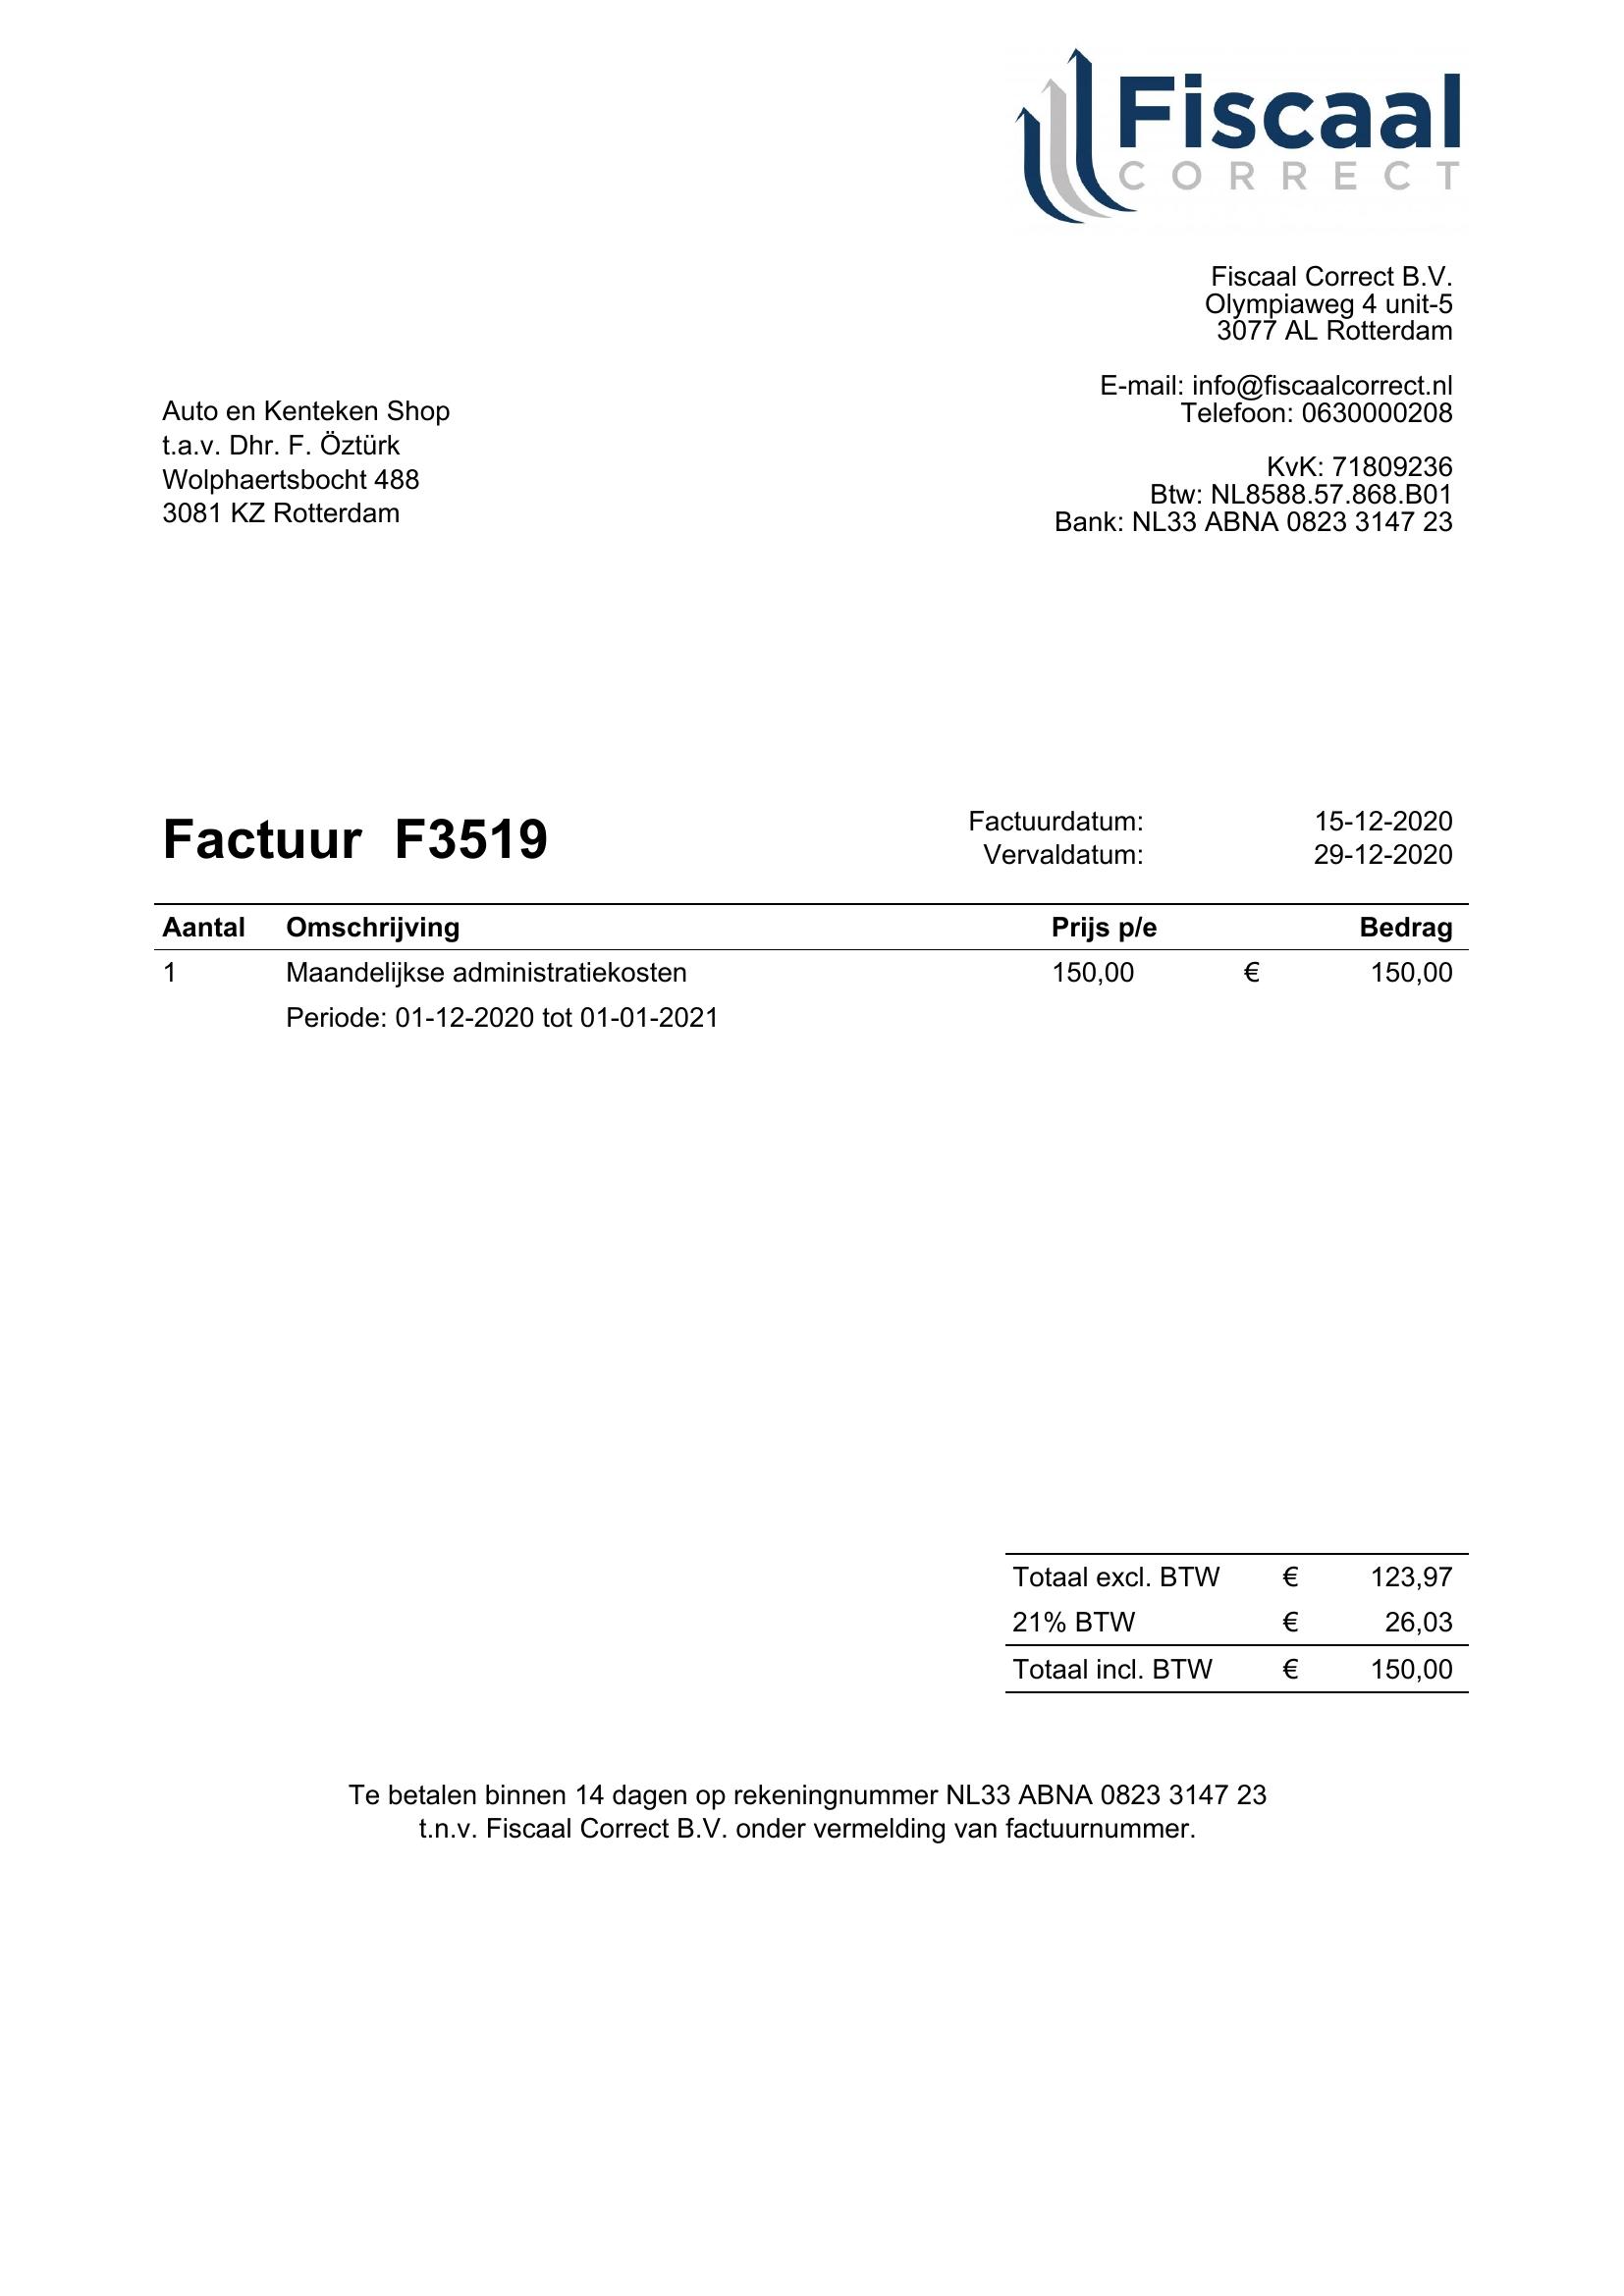 Fiscaal
CORRECT
Fiscaal Correct B.V.
Olympiaweg 4 unit-5
3077 AL Rotterdam
E-mail: info@fiscaalcorrect.nl
Telefoon: 0630000208
KvK: 71809236
Btw: NL8588.57.868.B01
Bank: NL33 ABNA 0823 3147 23
Auto en Kenteken Shop
t.a.v. Dhr. F. Öztürk
Wolphaertsbocht 488
3081 KZ Rotterdam
Factuur F3519
Factuurdatum: 15-12-2020
Vervaldatum: 29-12-2020
Aantal Omschrijving Prijs p/e Bedrag
1 Maandelijkse administratiekosten 150,00 € 150,00
Periode: 01-12-2020 tot 01-01-2021
Totaal excl. BTW € 123,97
21% BTW € 26,03
Totaal incl. BTW € 150,00
Te betalen binnen 14 dagen op rekeningnummer NL33 ABNA 0823 3147 23
t.n.v. Fiscaal Correct B.V. onder vermelding van factuurnummer.